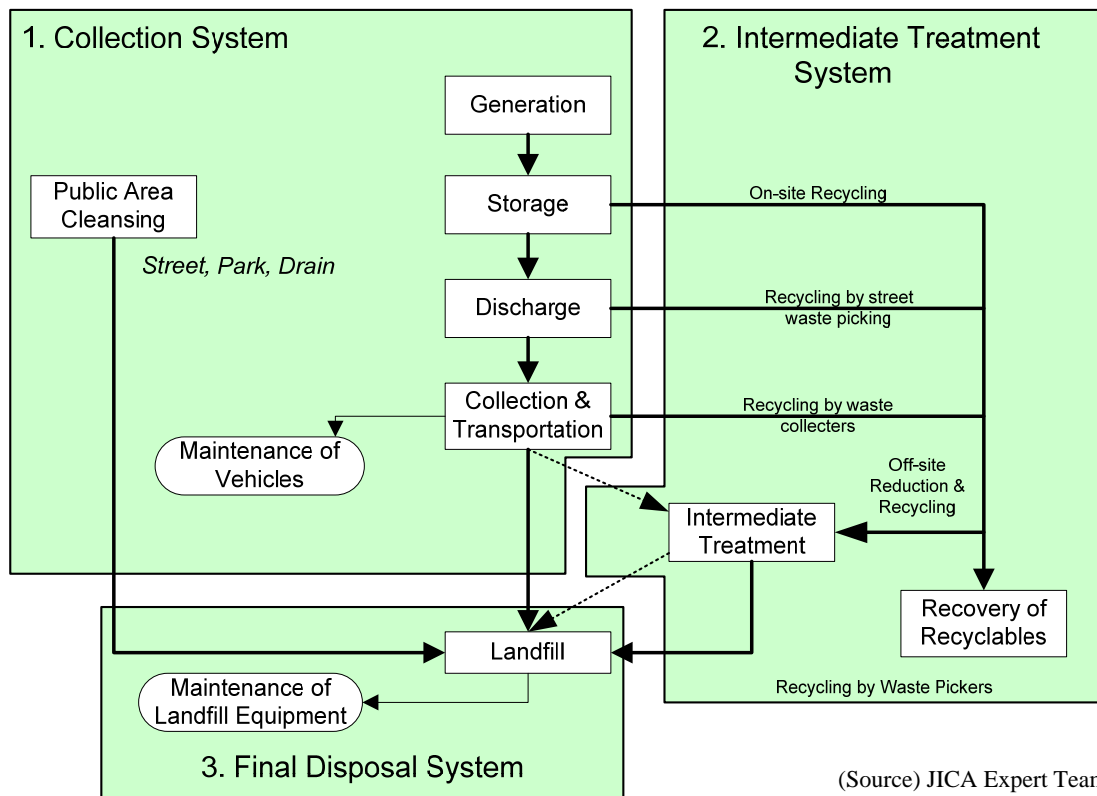 1. Collection System
2. Intermediate Treatment
System
Generation
Public Area
Cleansing
Storage
On-site Recycling
Street, Park, Drain
Discharge
Recycling by street
waste picking
Collection &
Transportation
Recycling by waste
collecters
Maintenance of
Vehicles
Off-site
Reduction &
Recycling
Intermediate
Treatment
Recovery of
Recyclables
Landfill
Maintenance of
Landfill Equipment
Recycling by Waste Pickers
3. Final Disposal System
(Source) JICA Expert Team